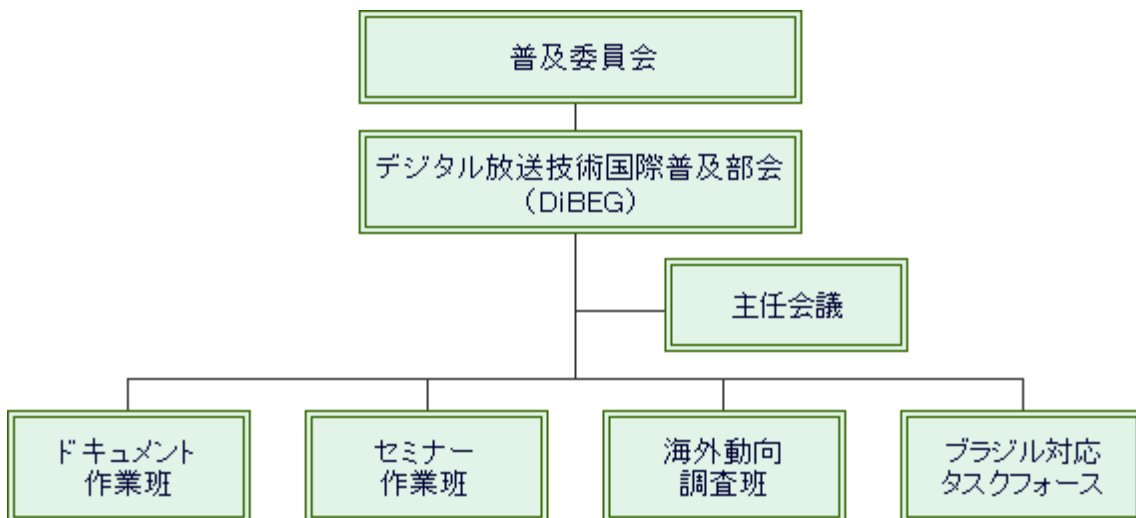 普及委員会
デジタル放送技術国際普及部会
(DiBEG)
主任会議
ドキュメント
作業班
セミナー
作業班
海外動向
調査班
ブラジル対応
タスクフォース